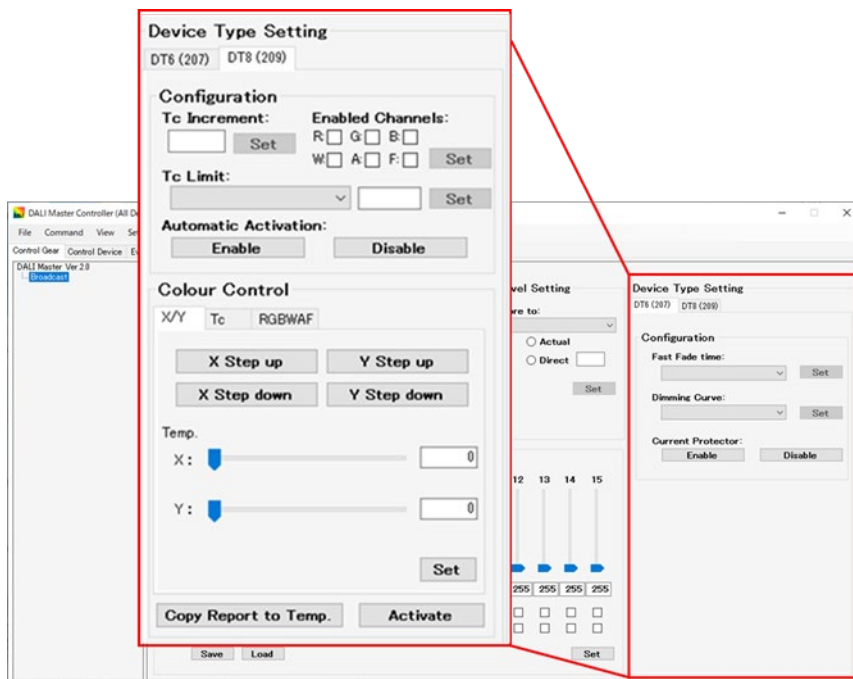 Device Type Setting
DT6 (207) DT8 (209)
Configuration
Tc Increment: Enabled Channels:
R: G: B:
Set
W: A: F: Set
Tc Limit:
Set
Automatic Activation:
Enable Disable
Colour Control
X/Y Tc RGBWAF
X Step up Y Step up
X Step down Y Step down
Temp.
X: 0
Y: 0
Set
Copy Report to Temp. Activate
DALI Master Controller (All De
File Command View Se
Control Gear Control Device Ev
DALI Master Ver2.0
Broadcast
vel Setting
re to:
Actual
Direct
Set
12 13 14 15
255 255 255 255
Save Load Set
Device Type Setting
DT6 (207) DT8 (209)
Configuration
Fast Fade time:
Set
Dimming Curve:
Set
Current Protector:
Enable Disable